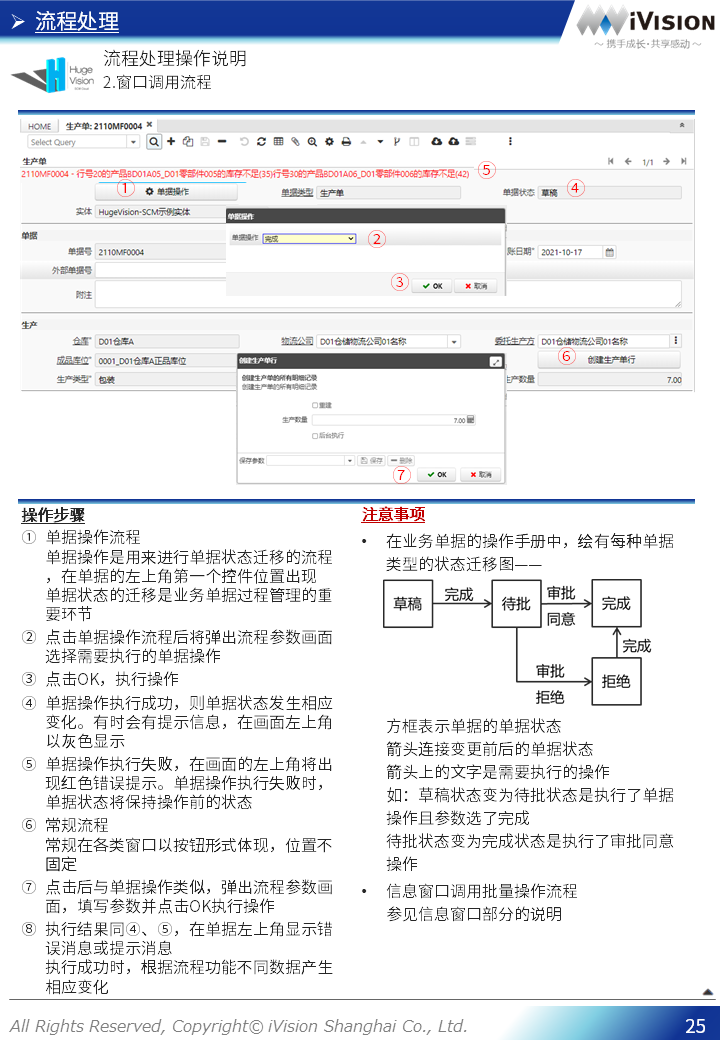 ➢ 流程处理
iVISION
～ 携手成长·共享感动 ～
Huge
Vision
流程处理操作说明
2.窗口调用流程
HOME 生产单: 2110MF0004 ×
Select Query
1/1
生产单
2110MF0004 - 行号20的产品BD01A05_D01零部件005的库存不足(35)行号30的产品BD01A06_D01零部件006的库存不足(42)
⑤
① 单据操作 单据类型 生产单 单据状态 草稿 ④
实体 HugeVision-SCM示例实体
单据操作
单据操作 完成 ②
③ OK 取消
单据
单据号 2110MF0004 账日期* 2021-10-17
外部单据号
附注
生产
仓库* D01仓库A 物流公司 D01仓储物流公司01名称 委托生产方 D01仓储物流公司01名称
成品库位* 0001_D01仓库A正品库位 ⑥ 创建生产单行
生产类型* 包装 生产数量 7.00
创建生产单行
创建生产单的所有明细记录
创建生产单的所有明细记录
重建
生产数量 7.00
后台执行
保存参数 保存 删除
⑦ OK 取消
操作步骤
① 单据操作流程
单据操作是用来进行单据状态迁移的流程
，在单据的左上角第一个控件位置出现
单据状态的迁移是业务单据过程管理的重
要环节
② 点击单据操作流程后将弹出流程参数画面
选择需要执行的单据操作
③ 点击OK，执行操作
④ 单据操作执行成功，则单据状态发生相应
变化。有时会有提示信息，在画面左上角
以灰色显示
⑤ 单据操作执行失败，在画面的左上角将出
现红色错误提示。单据操作执行失败时，
单据状态将保持操作前的状态
⑥ 常规流程
常规在各类窗口以按钮形式体现，位置不
固定
⑦ 点击后与单据操作类似，弹出流程参数画
面，填写参数并点击OK执行操作
⑧ 执行结果同④、⑤，在单据左上角显示错
误消息或提示消息
执行成功时，根据流程功能不同数据产生
相应变化
注意事项
• 在业务单据的操作手册中，绘有每种单据
类型的状态迁移图——
草稿 完成 待批 审批 同意 完成
完成
审批 拒绝 拒绝
方框表示单据的单据状态
箭头连接变更前后的单据状态
箭头上的文字是需要执行的操作
如：草稿状态变为待批状态是执行了单据
操作且参数选了完成
待批状态变为完成状态是执行了审批同意
操作
• 信息窗口调用批量操作流程
参见信息窗口部分的说明
All Rights Reserved, Copyright© iVision Shanghai Co., Ltd.
25